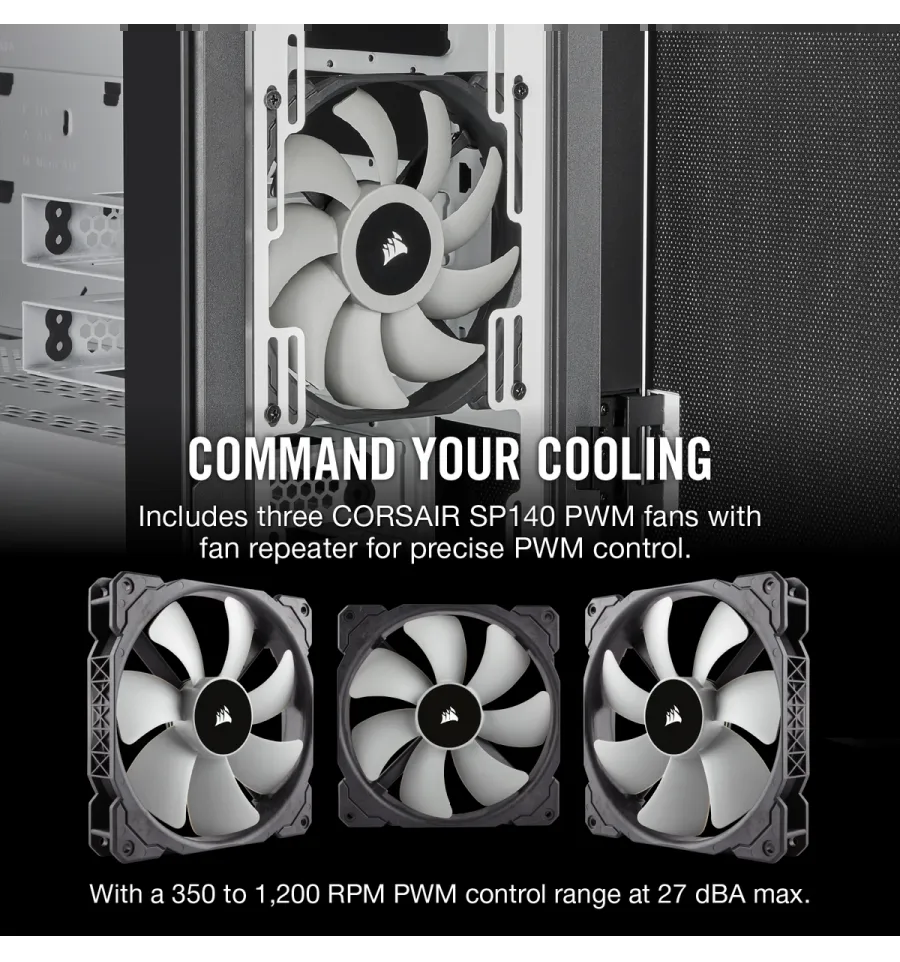 COMMAND YOUR COOLING
Includes three CORSAIR SP140 PWM fans with
fan repeater for precise PWM control.
With a 350 to 1,200 RPM PWM control range at 27 dBA max.